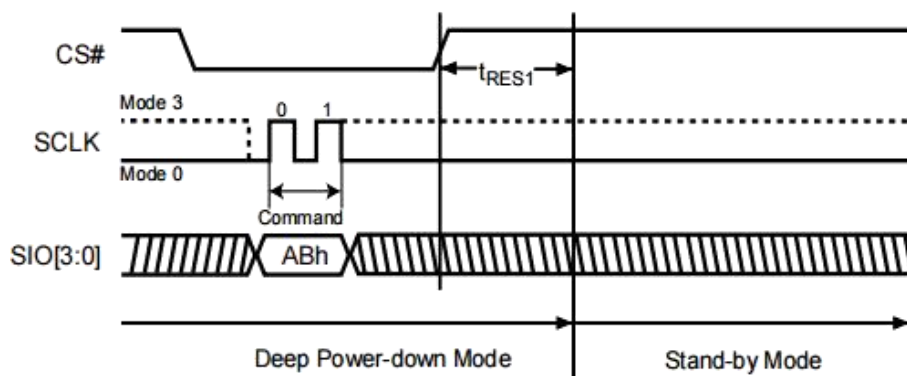 CS#
tRES1
Mode 3
0 1
SCLK
Mode 0
Command
SIO[3:0]
ABh
Deep Power-down Mode
Stand-by Mode